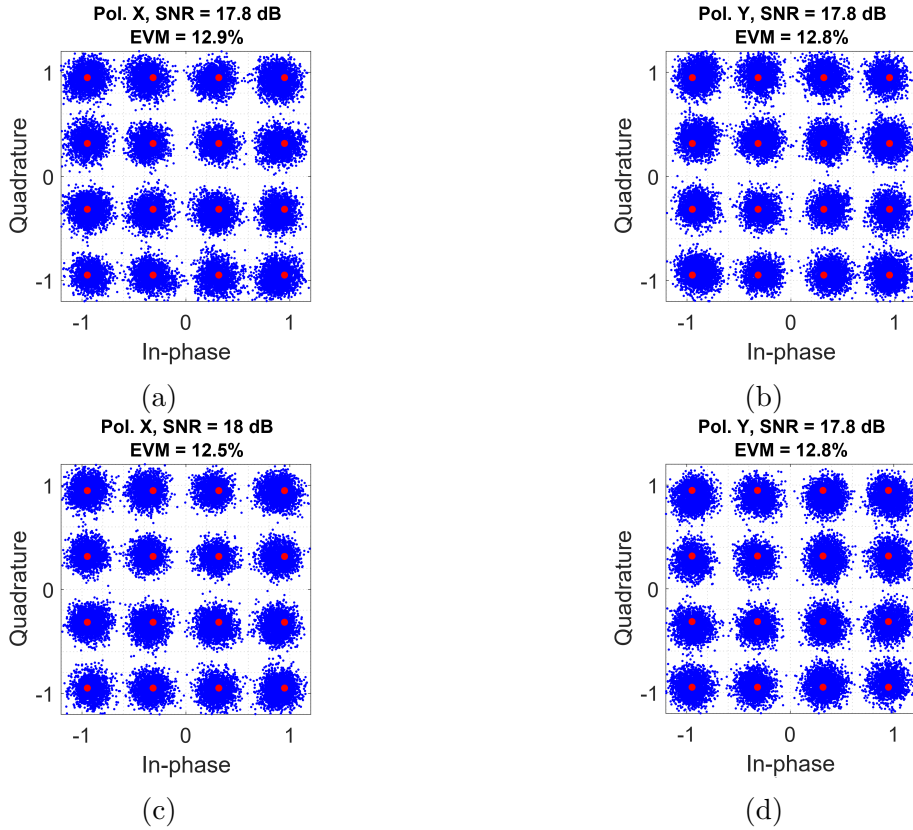 Pol. X, SNR = 17.8 dB
EVM = 12.9%
1
0
-1
Quadrature
-1 0 1
In-phase
(a)
Pol. Y, SNR = 17.8 dB
EVM = 12.8%
1
0
-1
Quadrature
-1 0 1
In-phase
(b)
Pol. X, SNR = 18 dB
EVM = 12.5%
1
0
-1
Quadrature
-1 0 1
In-phase
(c)
Pol. Y, SNR = 17.8 dB
EVM = 12.8%
1
0
-1
Quadrature
-1 0 1
In-phase
(d)